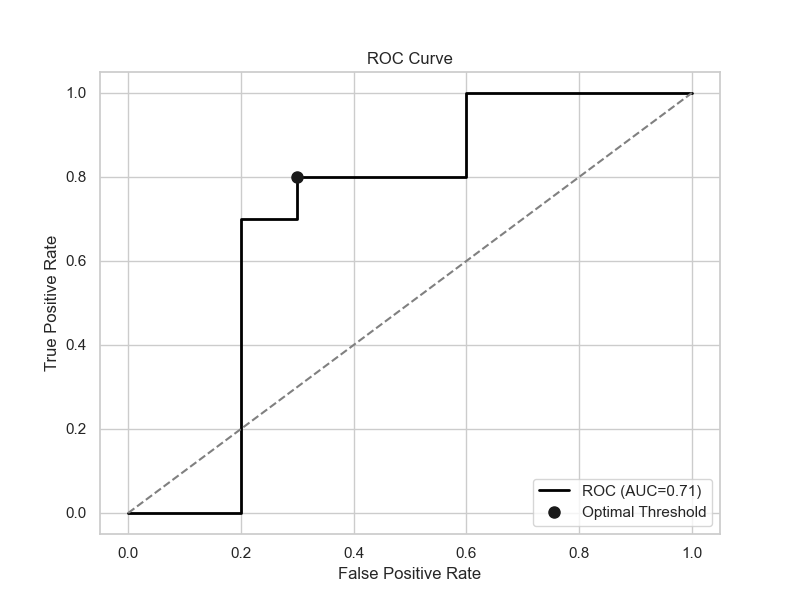 ROC Curve
1.0
0.8
0.6
0.4
0.2
0.0
True Positive Rate
0.0 0.2 0.4 0.6 0.8 1.0
False Positive Rate
ROC (AUC=0.71)
Optimal Threshold